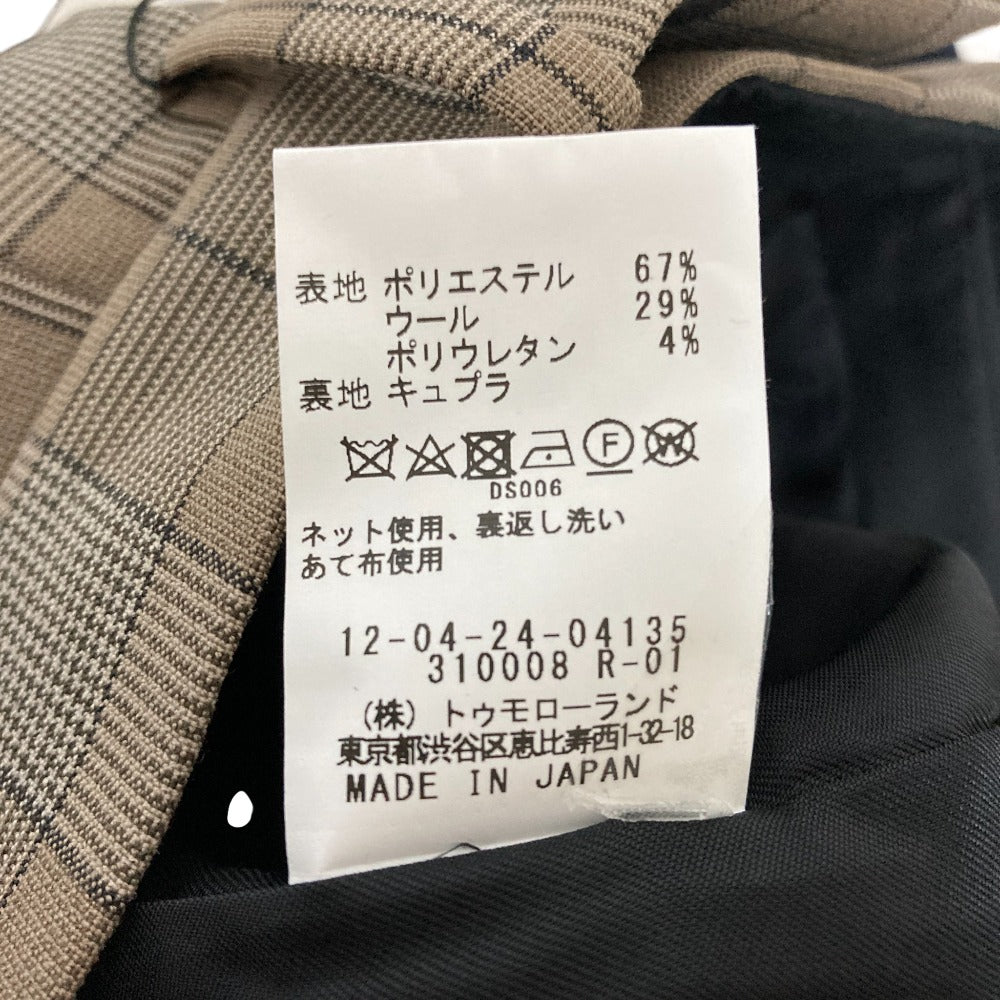 表地 ポリエステル 67%
ウール 29%
ポリウレタン 4%
裏地 キュプラ
F W
DS006
ネット使用、裏返し洗い
あて布使用
12-04-24-04135
310008 R-01
(株) トゥモローランド
東京都渋谷区恵比寿西1-32-18
MADE IN JAPAN